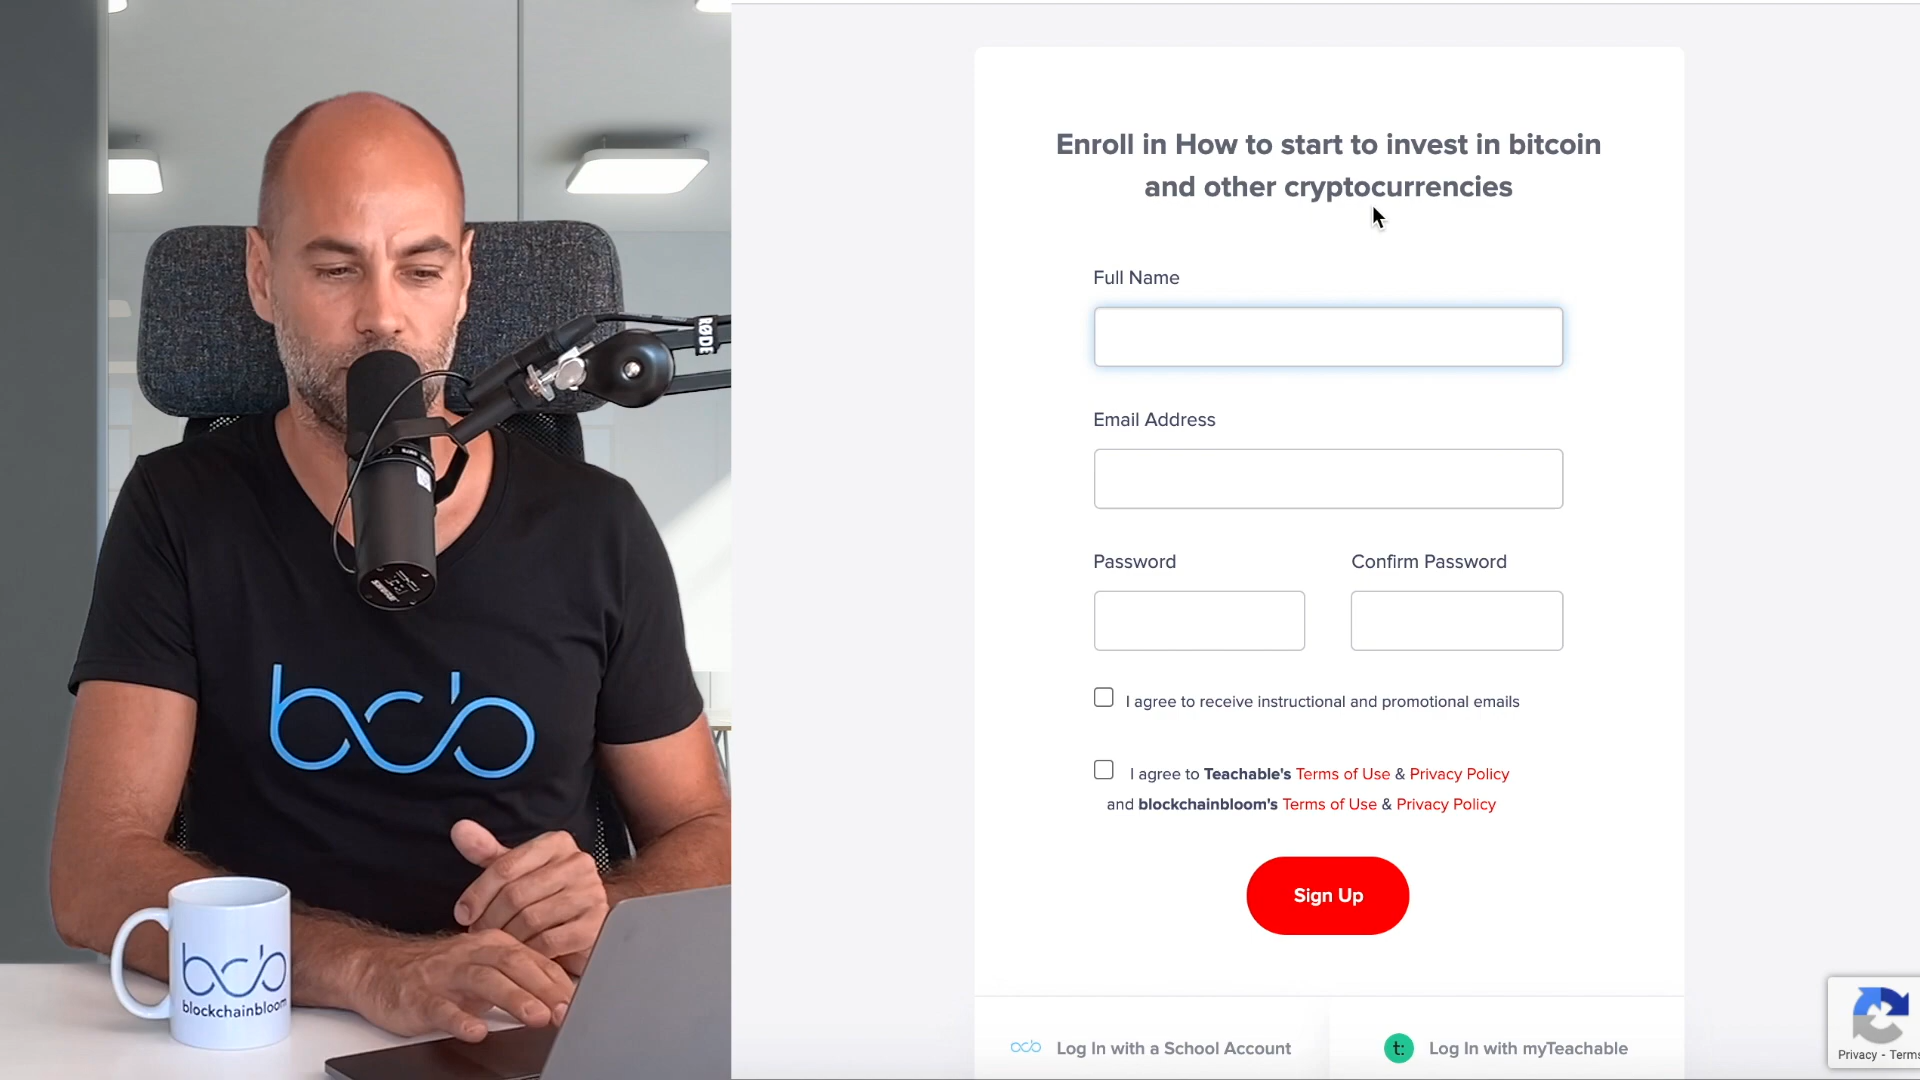 Enroll in How to start to invest in bitcoin
and other cryptocurrencies
Full Name
Email Address
Password
Confirm Password
I agree to receive instructional and promotional emails
I agree to Teachable's Terms of Use & Privacy Policy
and blockchainbloom's Terms of Use & Privacy Policy
Sign Up
bcb Log In with a School Account
t: Log In with myTeachable
Privacy - Terms
RØDE
bcb
bcb
blockchainbloom